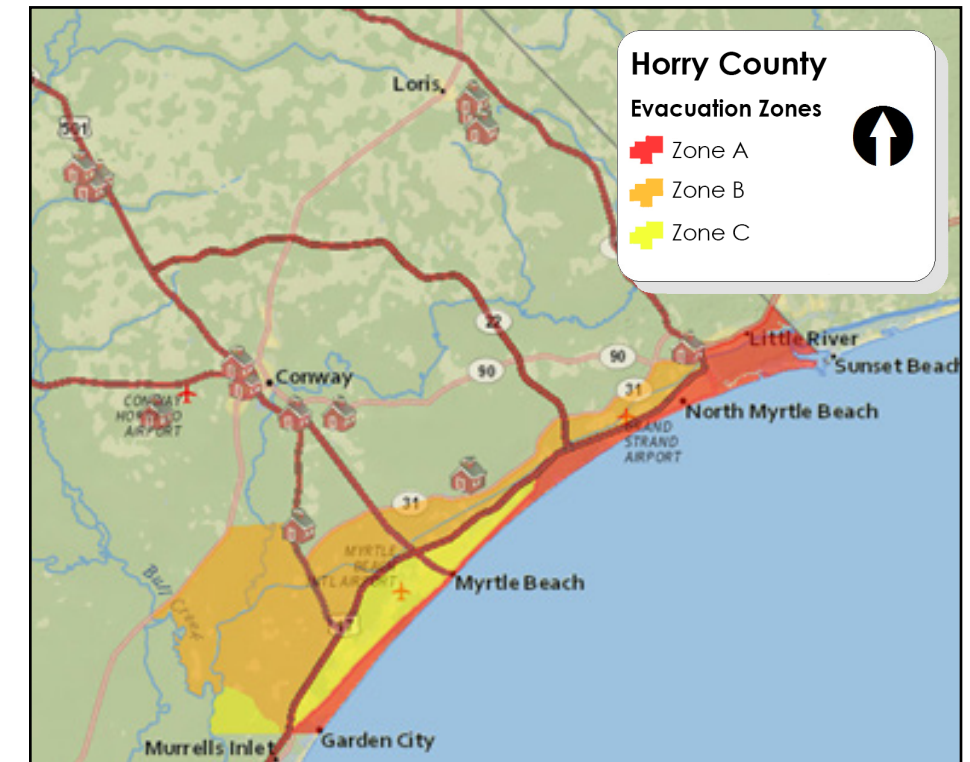 Horry County
Evacuation Zones
Zone A
Zone B
Zone C
Loris
501
22
90
90
Little River
Sunset Beach
31
North Myrtle Beach
GRAND
STRAND
AIRPORT
Conway
CONWAY
AIRPORT
31
MYRTLE
BEACH
INTL AIRPORT
Myrtle Beach
Bull Creek
17
Garden City
Murrells Inlet